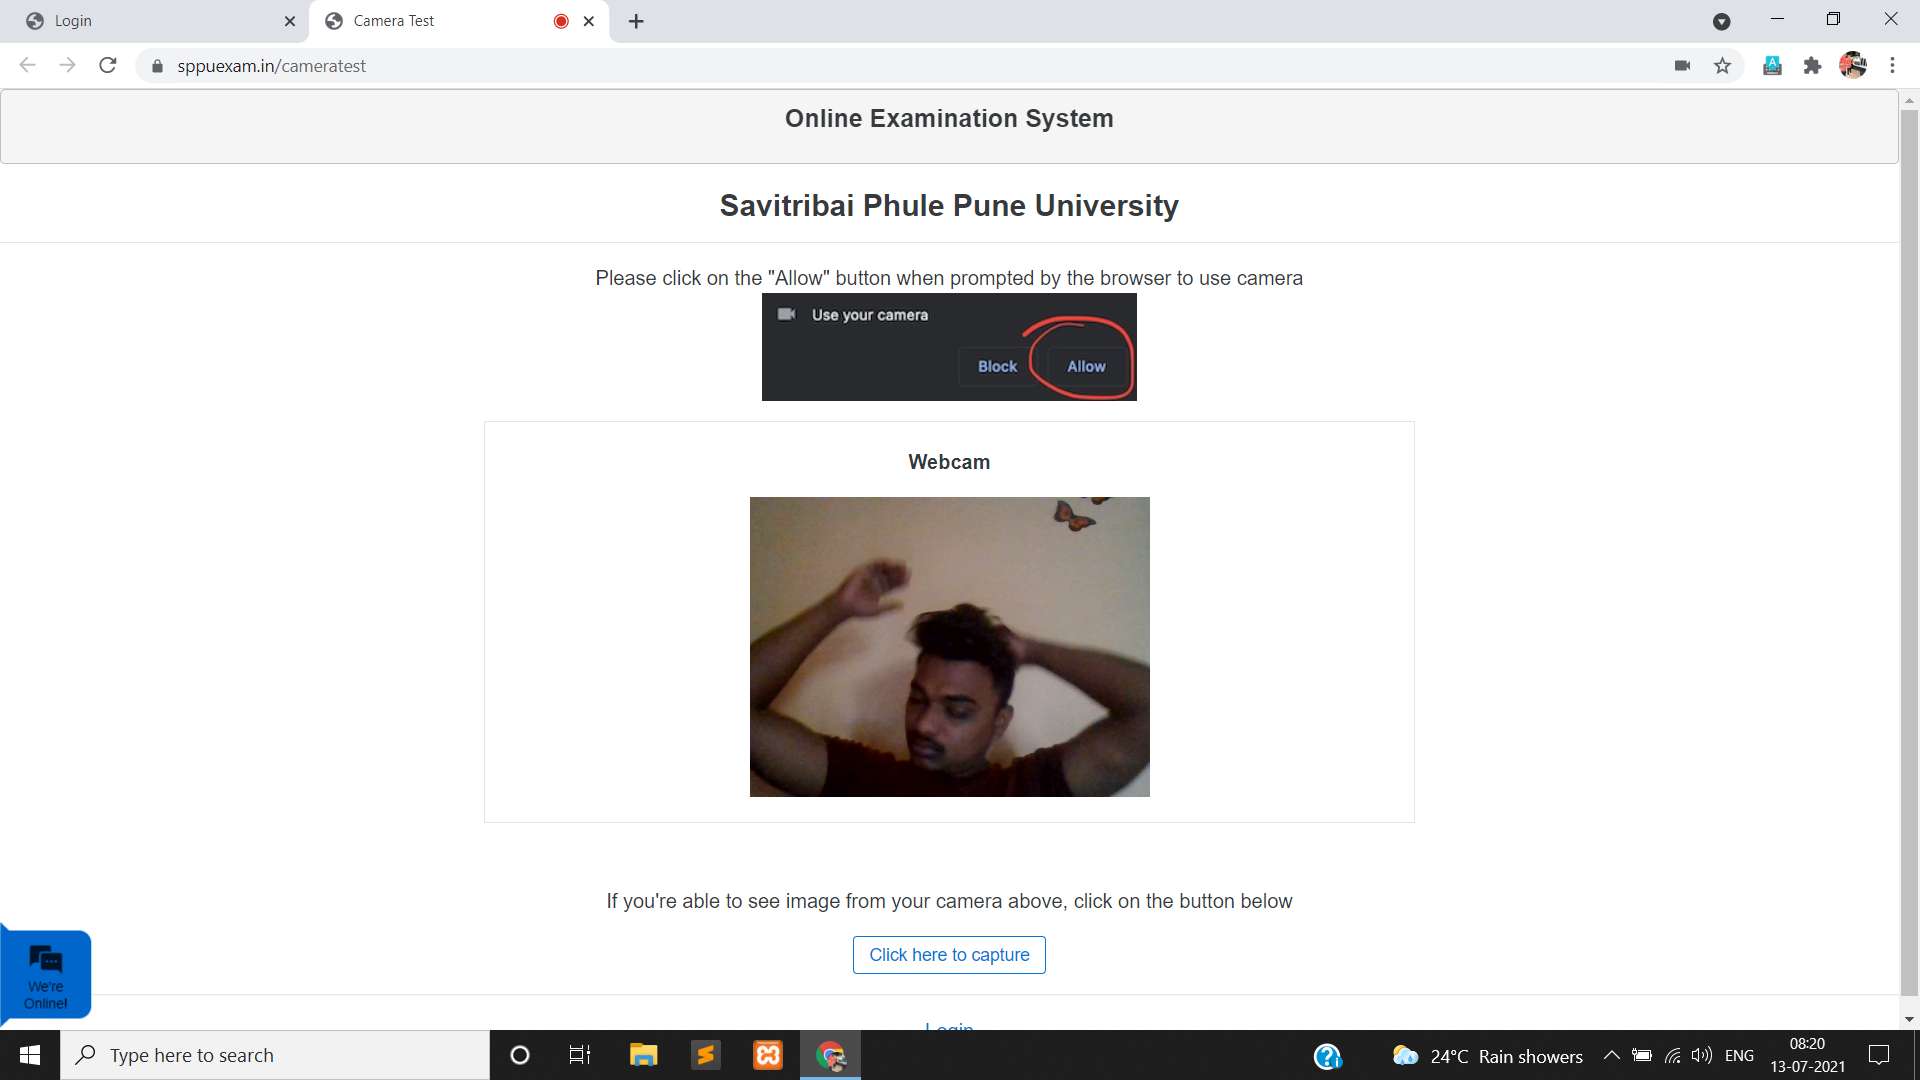 Login
Camera Test
sppuexam.in/cameratest
Online Examination System
Savitribai Phule Pune University
Please click on the "Allow" button when prompted by the browser to use camera
Use your camera
Block
Allow
Webcam
If you're able to see image from your camera above, click on the button below
Click here to capture
We're
Online!
Login
Type here to search
24°C Rain showers
ENG
08:20
13-07-2021